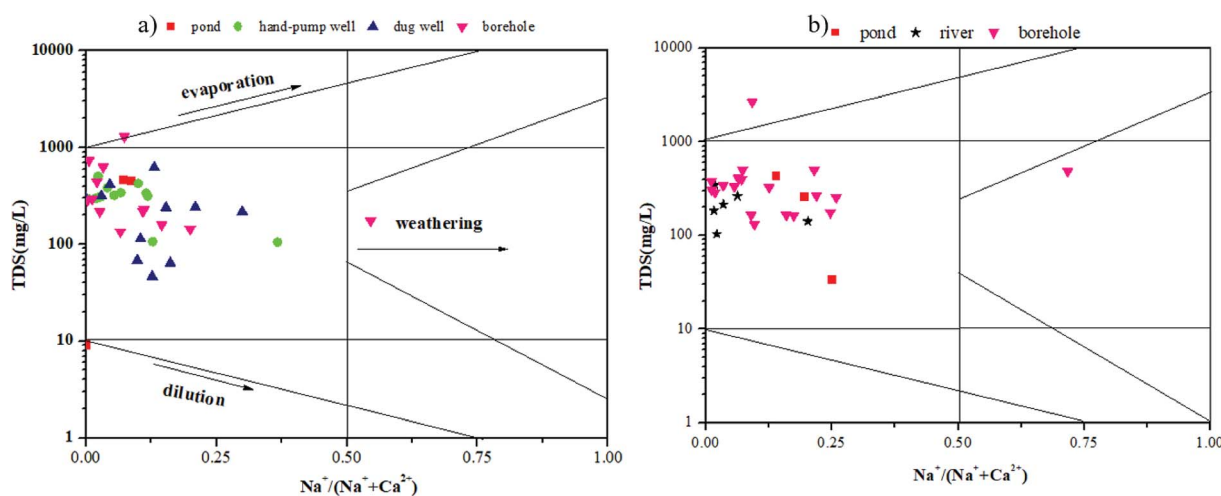 a)
pond hand-pump well dug well borehole
10000
1000
100
10
1
TDS(mg/L)
evaporation
weathering
dilution
0.00 0.25 0.50 0.75 1.00
Na⁺/(Na⁺+Ca²⁺)
b)
pond river borehole
10000
1000
100
10
1
TDS(mg/L)
0.00 0.25 0.50 0.75 1.00
Na⁺/(Na⁺+Ca²⁺)